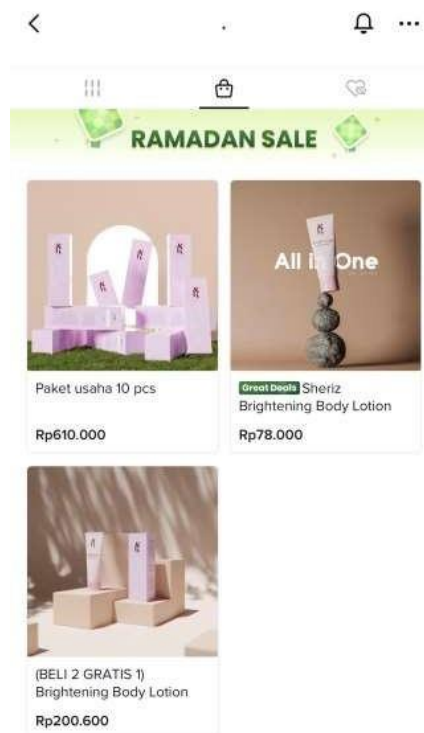 RAMADAN SALE
All in One
Paket usaha 10 pcs
Rp610.000
Great Deals Sheriz
Brightening Body Lotion
Rp78.000
(BELI 2 GRATIS 1)
Brightening Body Lotion
Rp200.600